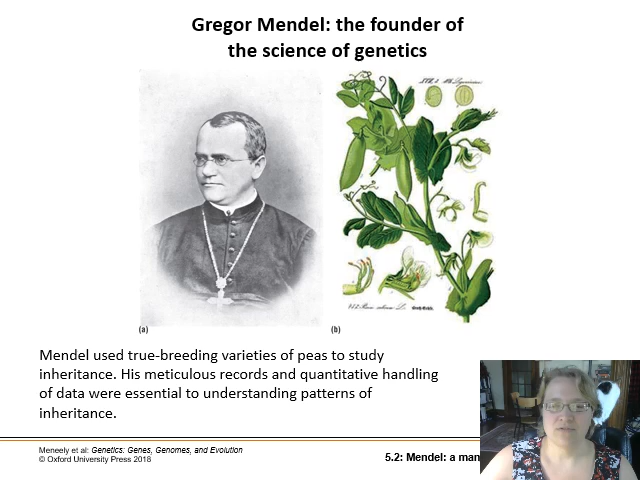 Gregor Mendel: the founder of
the science of genetics
(a)
(b)
Mendel used true-breeding varieties of peas to study
inheritance. His meticulous records and quantitative handling
of data were essential to understanding patterns of
inheritance.
Meneely et al: Genetics: Genes, Genomes, and Evolution
© Oxford University Press 2018
5.2: Mendel: a man